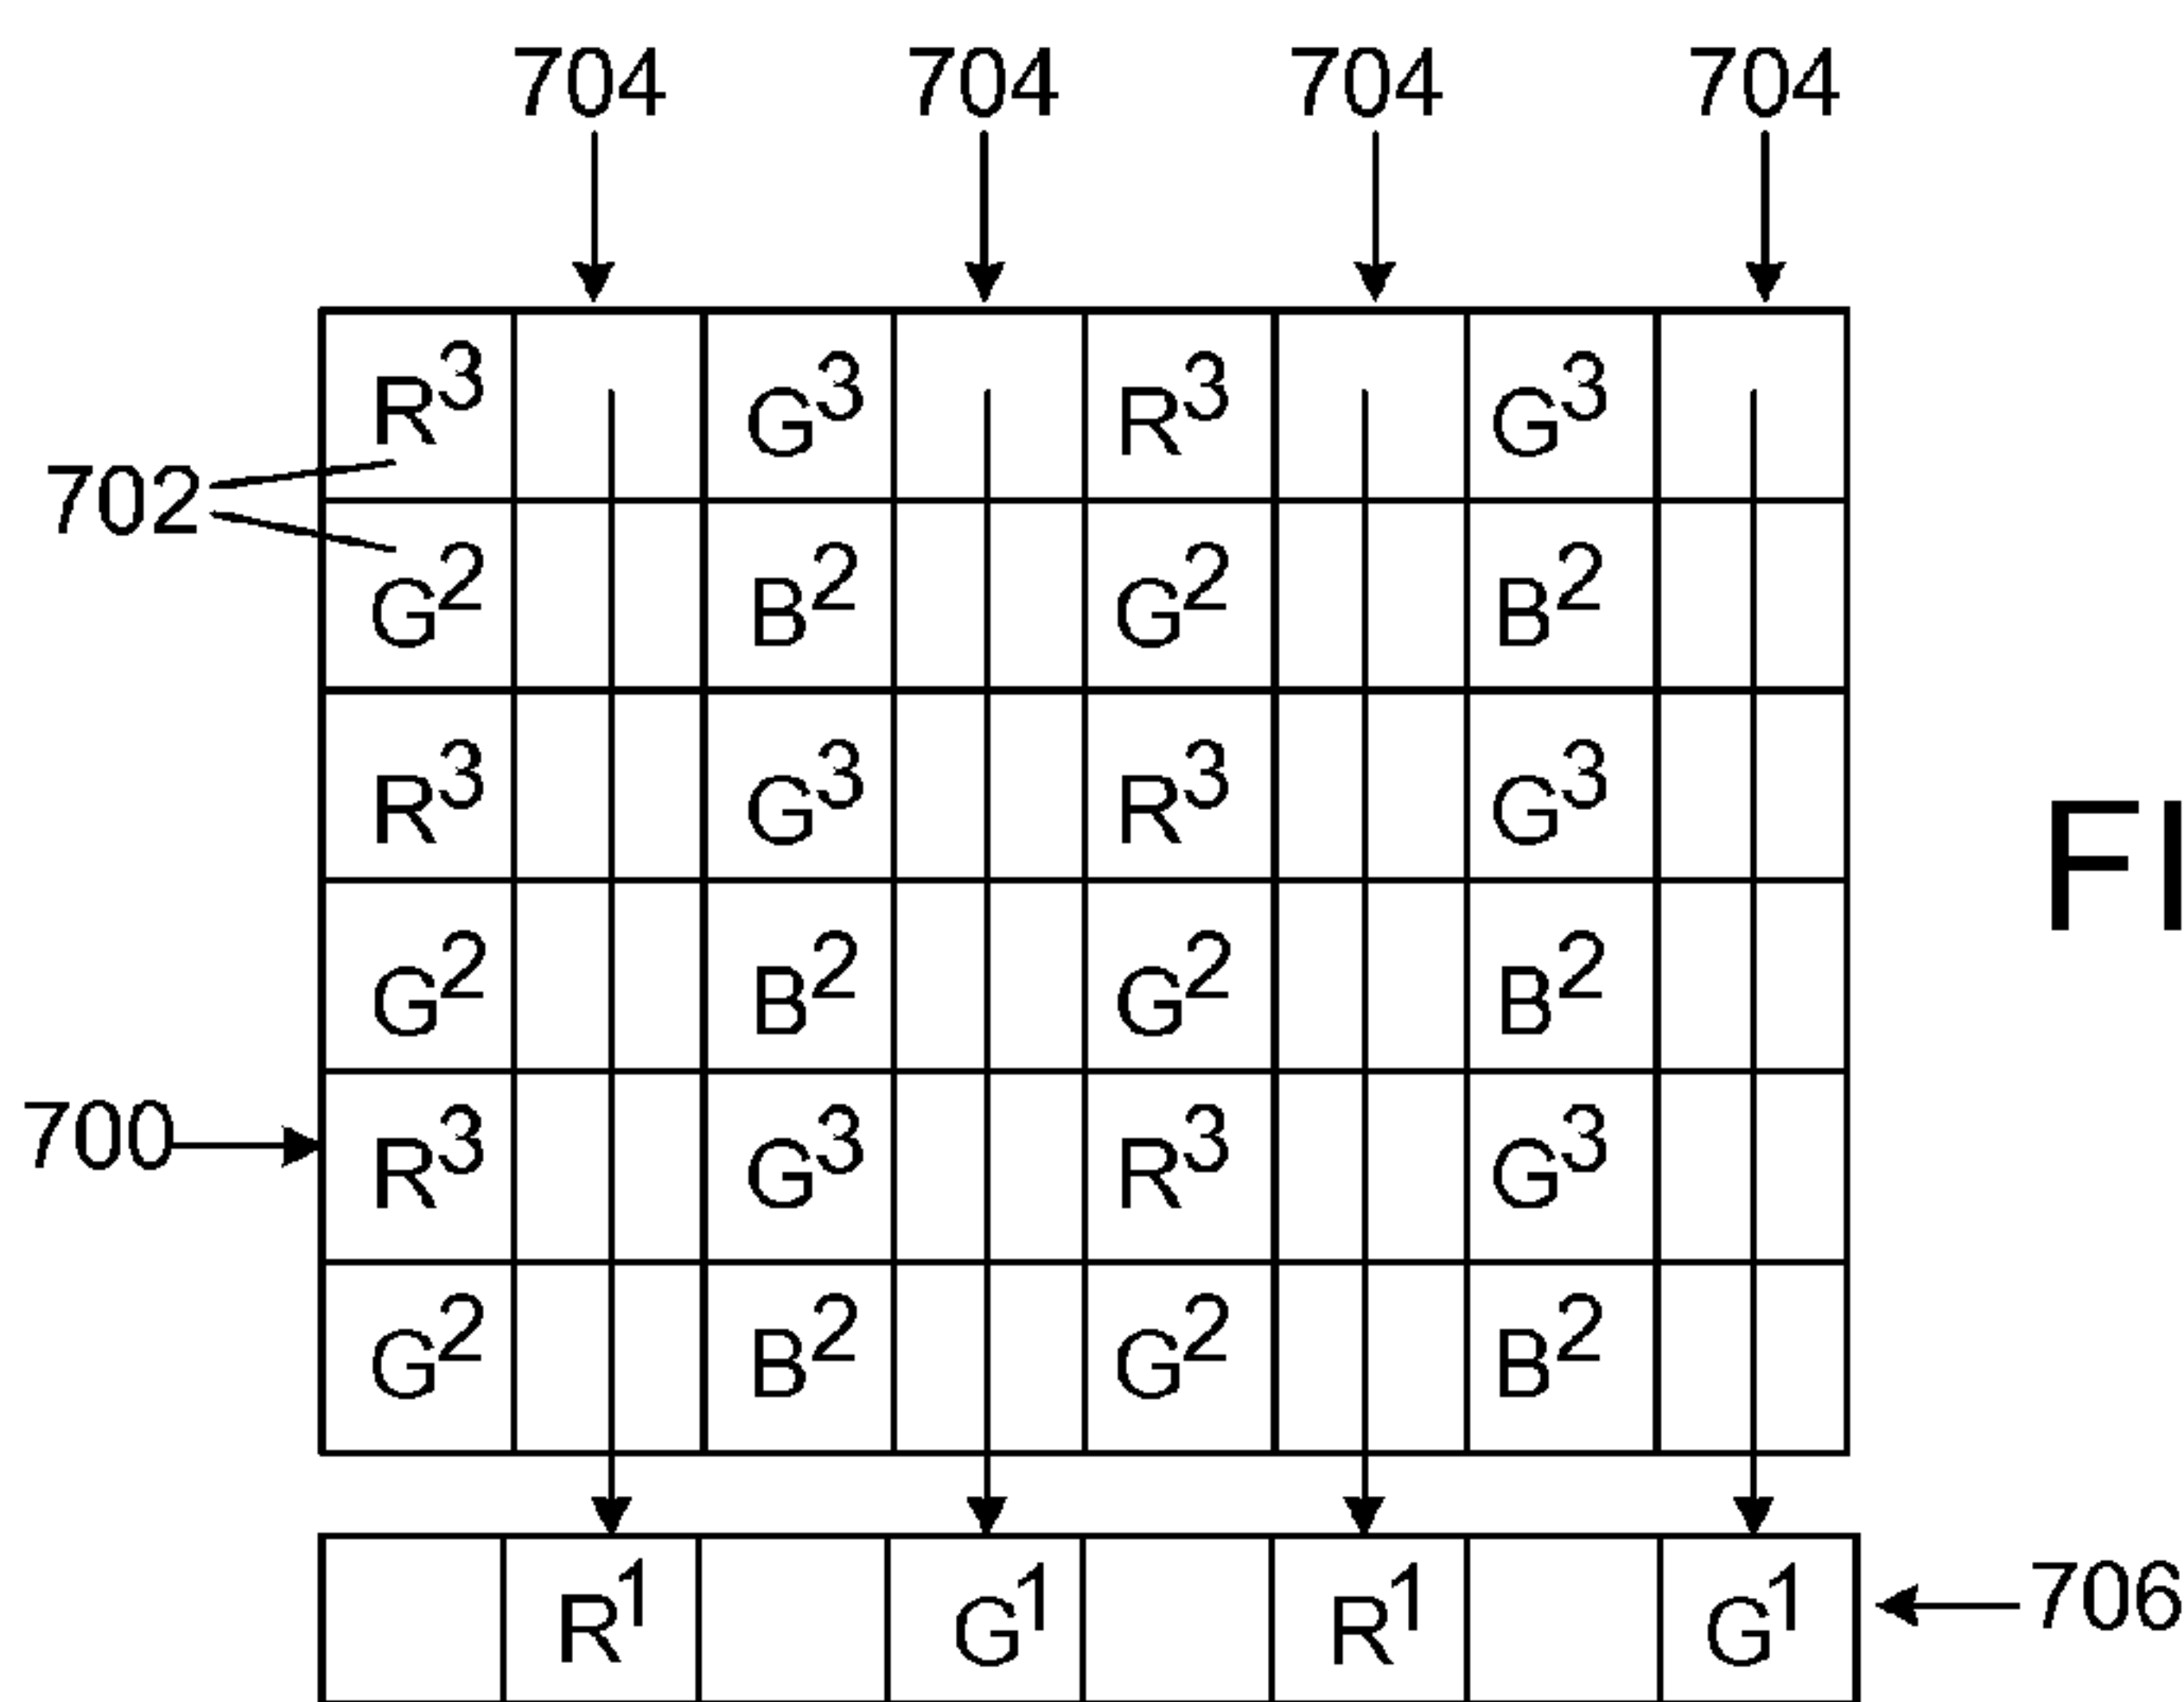 704 704 704 704
R³ G³ R³ G³
702
G² B² G² B²
R³ G³ R³ G³
FI
G² B² G² B²
700 R³ G³ R³ G³
G² B² G² B²
R¹ G¹ R¹ G¹ 706